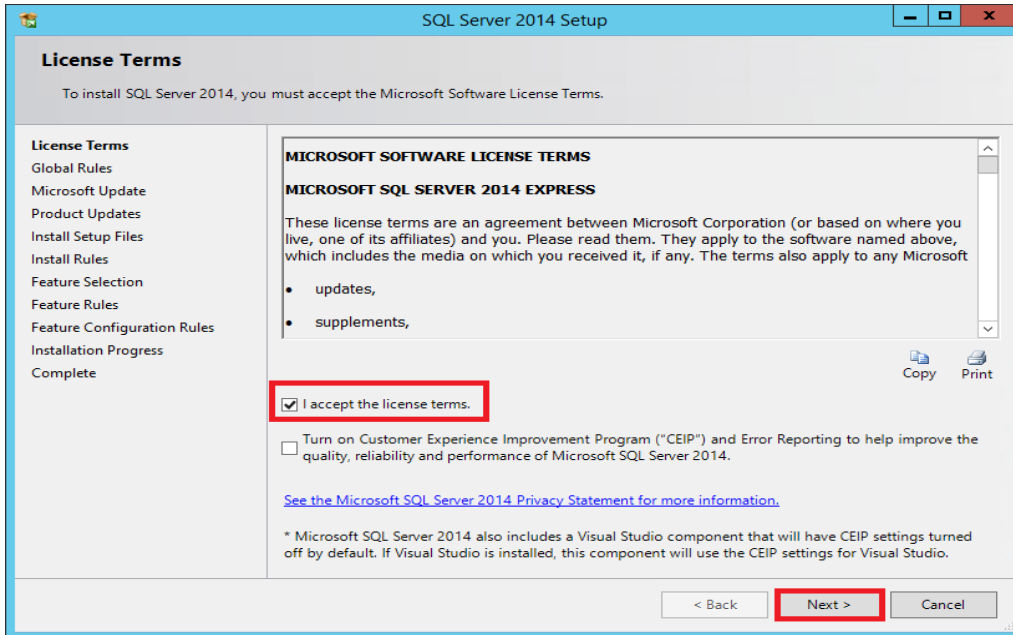 SQL Server 2014 Setup
License Terms
To install SQL Server 2014, you must accept the Microsoft Software License Terms.
License Terms
Global Rules
Microsoft Update
Product Updates
Install Setup Files
Install Rules
Feature Selection
Feature Rules
Feature Configuration Rules
Installation Progress
Complete
MICROSOFT SOFTWARE LICENSE TERMS
MICROSOFT SQL SERVER 2014 EXPRESS
These license terms are an agreement between Microsoft Corporation (or based on where you
live, one of its affiliates) and you. Please read them. They apply to the software named above,
which includes the media on which you received it, if any. The terms also apply to any Microsoft
• updates,
• supplements,
Copy Print
I accept the license terms.
Turn on Customer Experience Improvement Program ("CEIP") and Error Reporting to help improve the
quality, reliability and performance of Microsoft SQL Server 2014.
See the Microsoft SQL Server 2014 Privacy Statement for more information.
* Microsoft SQL Server 2014 also includes a Visual Studio component that will have CEIP settings turned
off by default. If Visual Studio is installed, this component will use the CEIP settings for Visual Studio.
< Back Next > Cancel